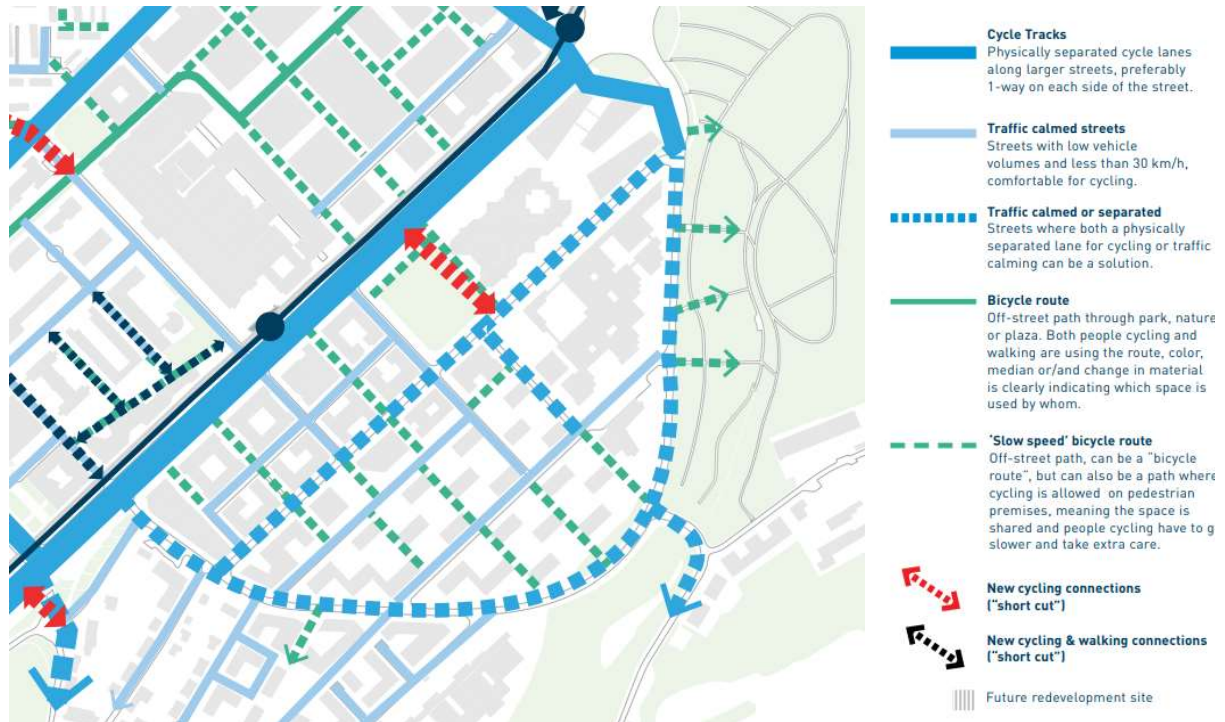 Cycle Tracks
Physically separated cycle lanes
along larger streets, preferably
1-way on each side of the street.
Traffic calmed streets
Streets with low vehicle
volumes and less than 30 km/h,
comfortable for cycling.
Traffic calmed or separated
Streets where both a physically
separated lane for cycling or traffic
calming can be a solution.
Bicycle route
Off-street path through park, nature
or plaza. Both people cycling and
walking are using the route, color,
median or/and change in material
is clearly indicating which space is
used by whom.
‘Slow speed’ bicycle route
Off-street path, can be a “bicycle
route”, but can also be a path where
cycling is allowed on pedestrian
premises, meaning the space is
shared and people cycling have to g
slower and take extra care.
New cycling connections
(“short cut”)
New cycling & walking connections
(“short cut”)
Future redevelopment site